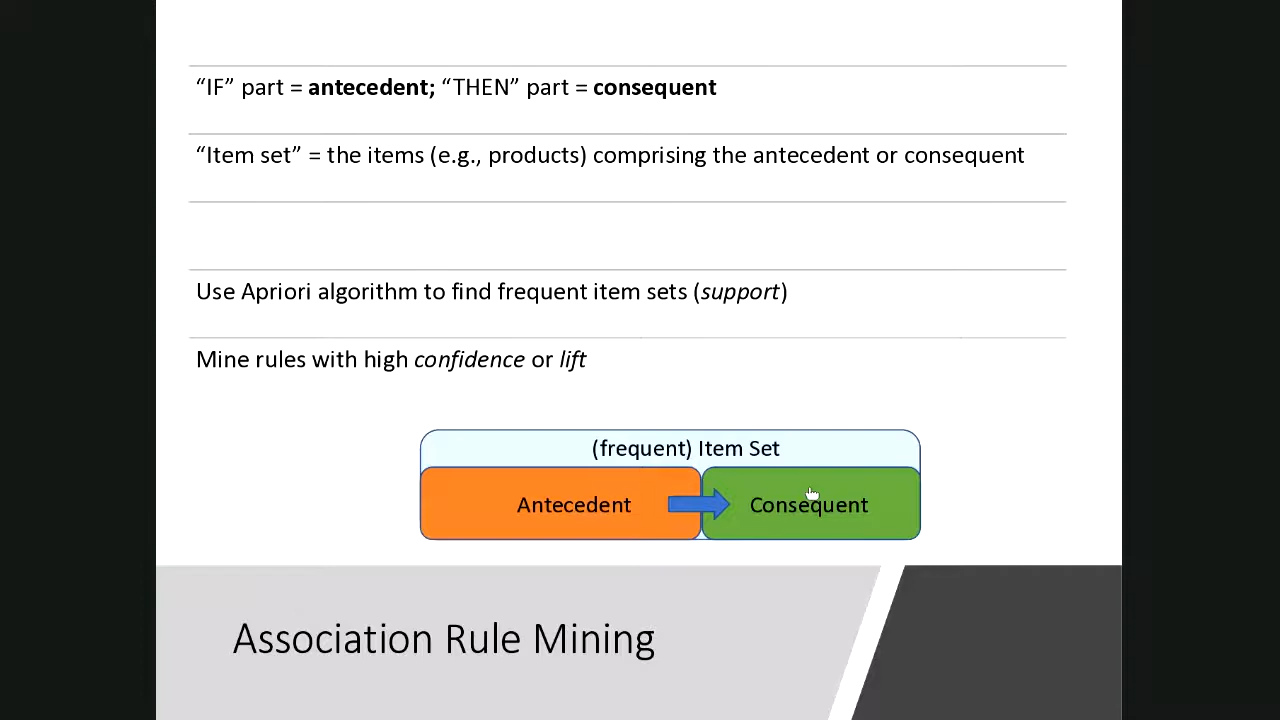 “IF” part = antecedent; “THEN” part = consequent
“Item set” = the items (e.g., products) comprising the antecedent or consequent
Use Apriori algorithm to find frequent item sets (support)
Mine rules with high confidence or lift
(frequent) Item Set
Antecedent
Consequent
Association Rule Mining